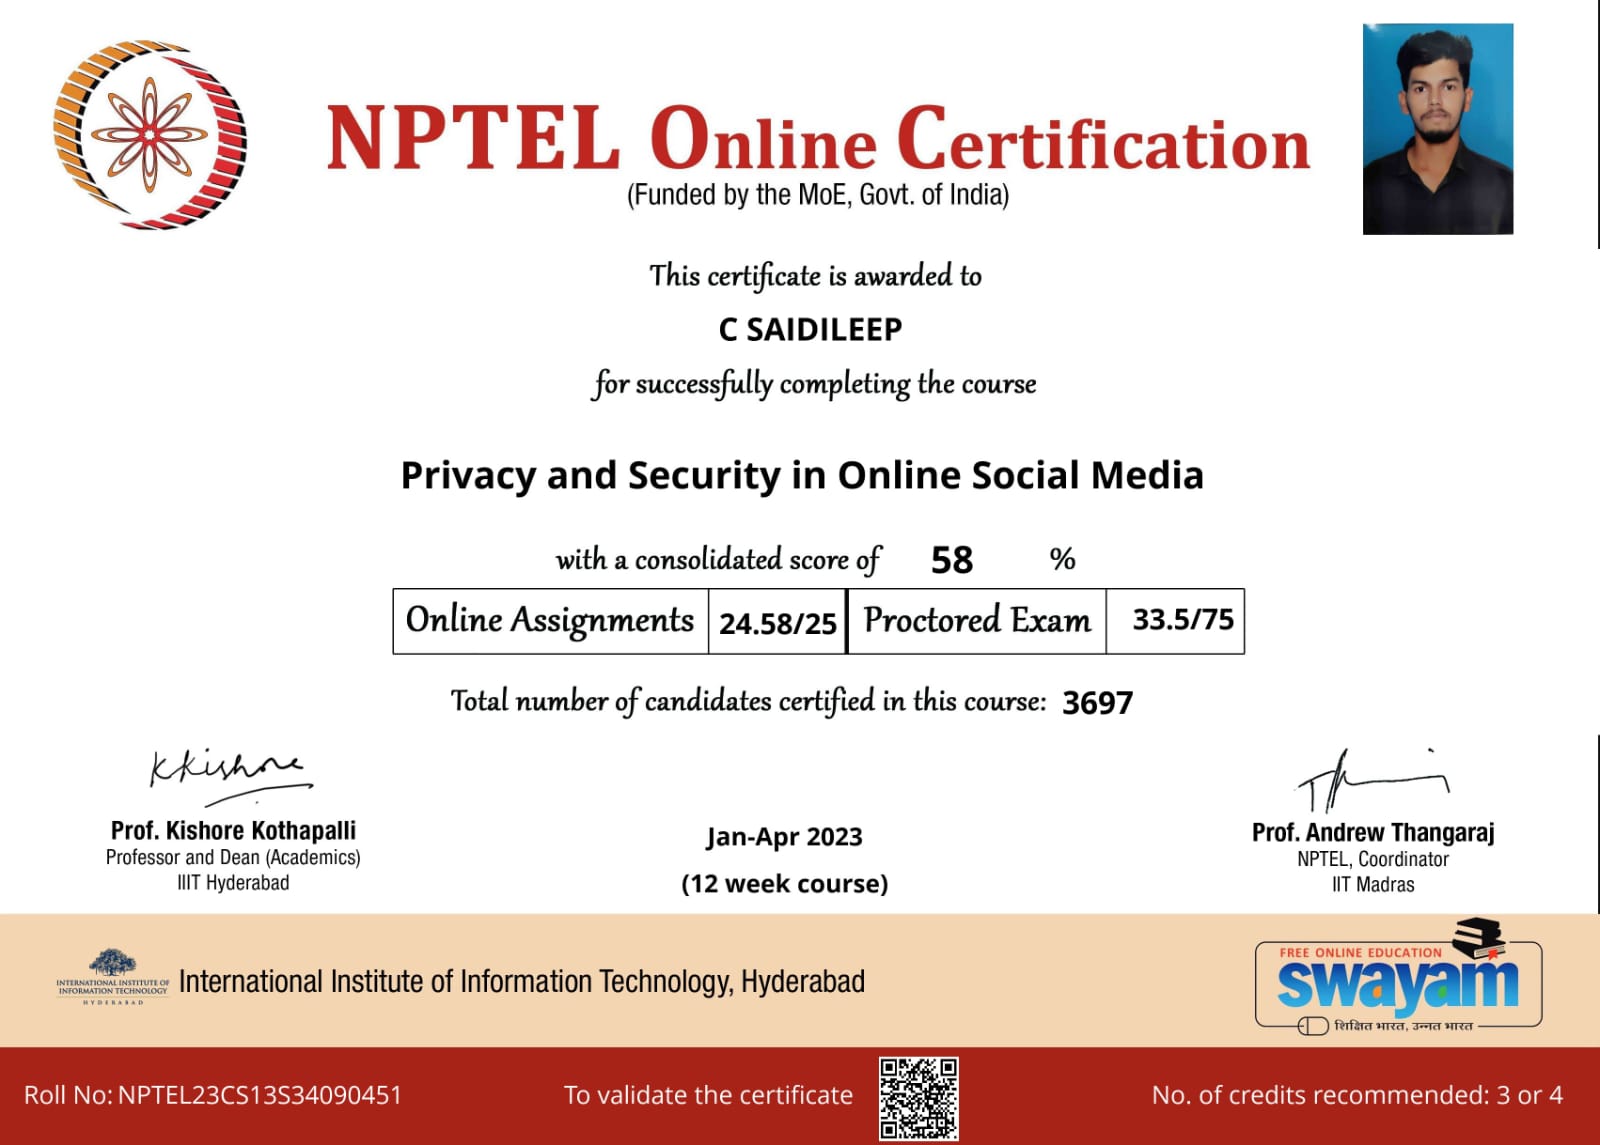 NPTEL Online Certification
(Funded by the MoE, Govt. of India)
This certificate is awarded to
C SAIDILEEP
for successfully completing the course
Privacy and Security in Online Social Media
with a consolidated score of 58 %
Online Assignments 24.58/25 Proctored Exam 33.5/75
Total number of candidates certified in this course: 3697
KKishore
Prof. Kishore Kothapalli
Professor and Dean (Academics)
IIIT Hyderabad
Jan-Apr 2023
(12 week course)
Prof. Andrew Thangaraj
NPTEL, Coordinator
IIT Madras
INTERNATIONAL INSTITUTE OF
INFORMATION TECHNOLOGY
HYDERABAD
International Institute of Information Technology, Hyderabad
FREE ONLINE EDUCATION
swayam
शिक्षित भारत, उन्नत भारत
Roll No: NPTEL23CS13S34090451
To validate the certificate
No. of credits recommended: 3 or 4